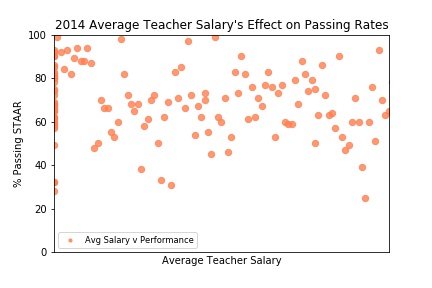 2014 Average Teacher Salary's Effect on Passing Rates
100
80
60
40
20
0
% Passing STAAR
Avg Salary v Performance
Average Teacher Salary